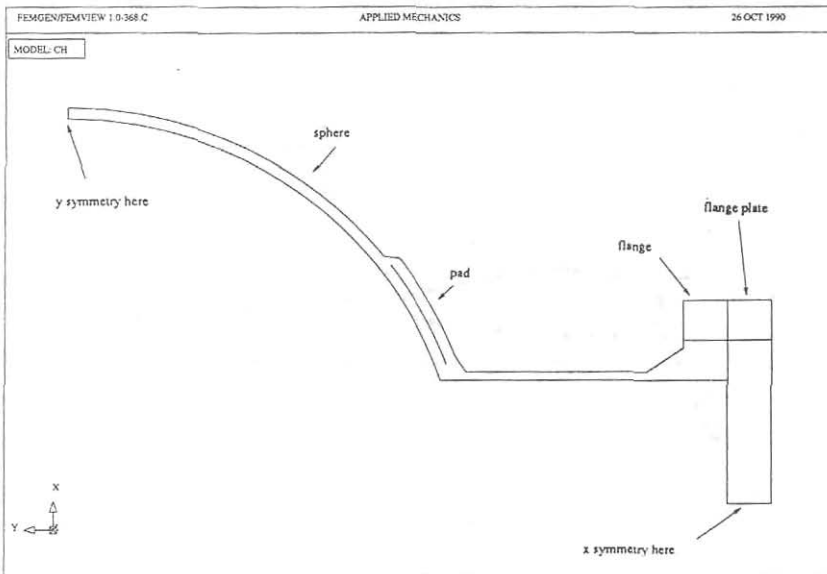 FEMGEN/FEMVIEW 1.0-368.C APPLIED MECHANICS 26 OCT 1990
MODEL: CH
sphere
y symmetry here
flange plate
flange
pad
X
Y
x symmetry here